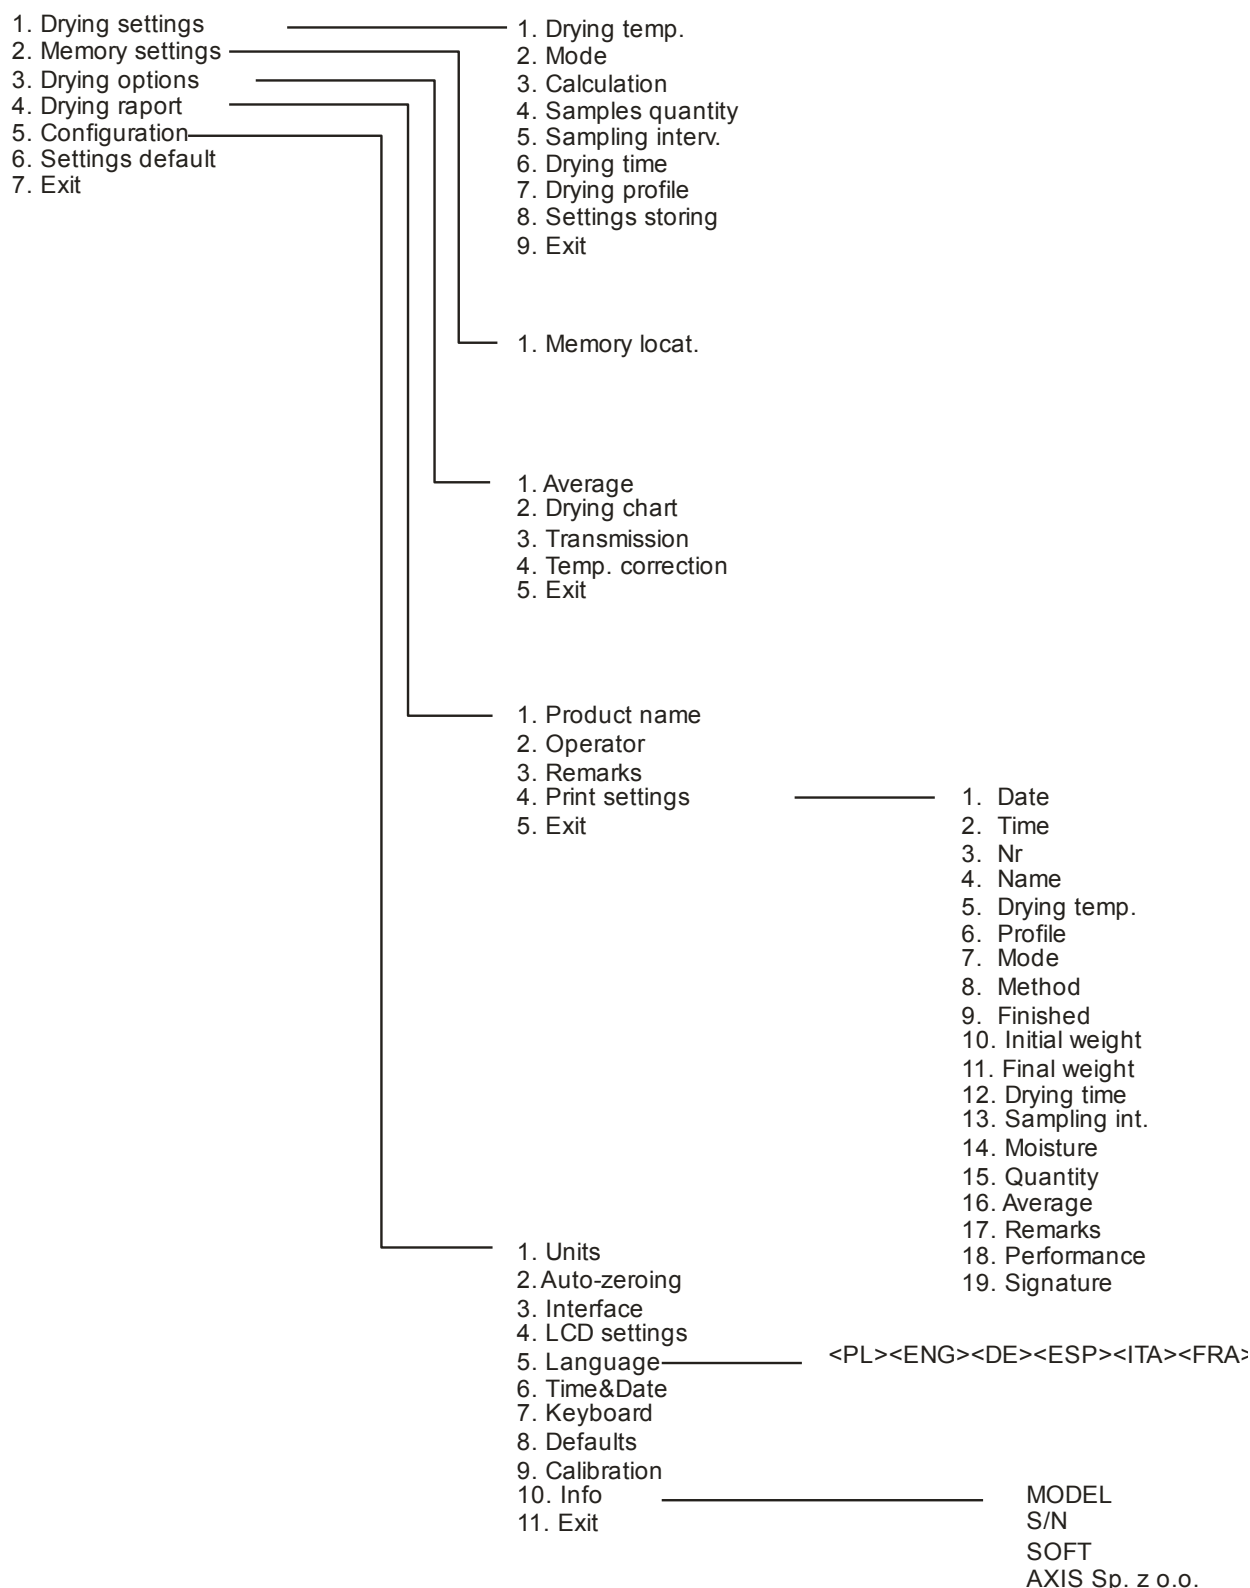 1. Drying settings
2. Memory settings
3. Drying options
4. Drying raport
5. Configuration
6. Settings default
7. Exit
1. Drying temp.
2. Mode
3. Calculation
4. Samples quantity
5. Sampling interv.
6. Drying time
7. Drying profile
8. Settings storing
9. Exit
1. Memory locat.
1. Average
2. Drying chart
3. Transmission
4. Temp. correction
5. Exit
1. Product name
2. Operator
3. Remarks
4. Print settings
5. Exit
1. Date
2. Time
3. Nr
4. Name
5. Drying temp.
6. Profile
7. Mode
8. Method
9. Finished
10. Initial weight
11. Final weight
12. Drying time
13. Sampling int.
14. Moisture
15. Quantity
16. Average
17. Remarks
18. Performance
19. Signature
1. Units
2. Auto-zeroing
3. Interface
4. LCD settings
5. Language
6. Time&Date
7. Keyboard
8. Defaults
9. Calibration
10. Info
11. Exit
<PL><ENG><DE><ESP><ITA><FRA>
MODEL
S/N
SOFT
AXIS Sp. z o.o.